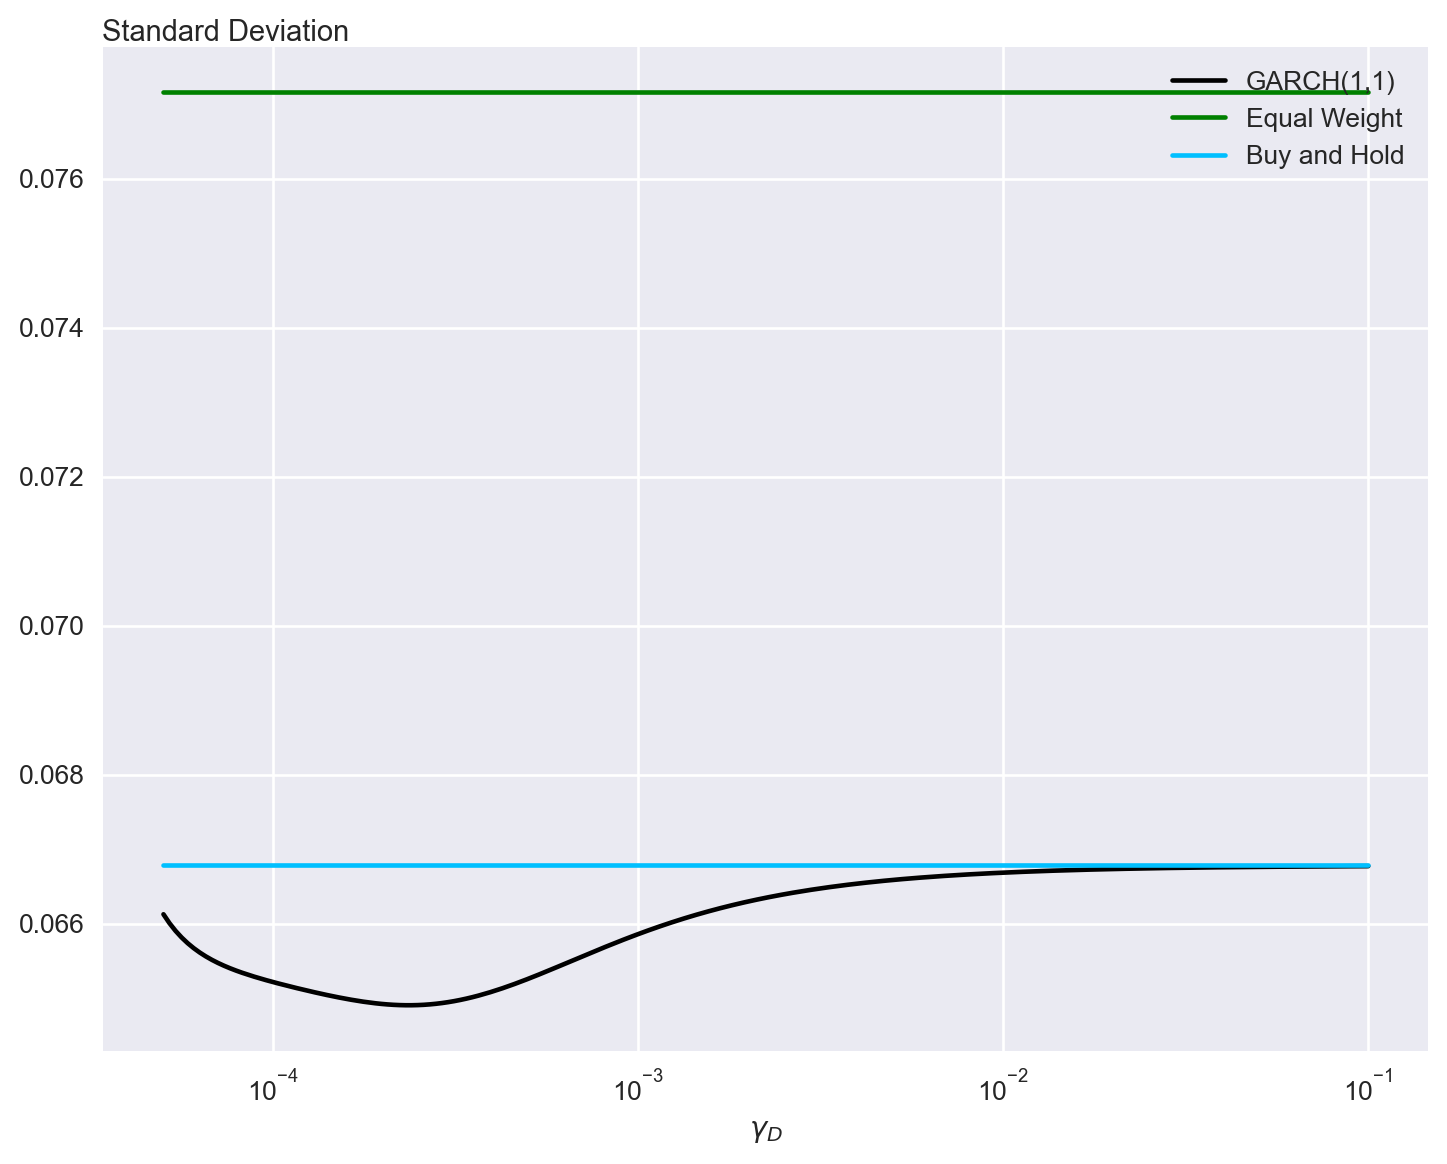 Standard Deviation
GARCH(1,1)
Equal Weight
Buy and Hold
0.076
0.074
0.072
0.070
0.068
0.066
10⁻⁴ 10⁻³ 10⁻² 10⁻¹
γ_D